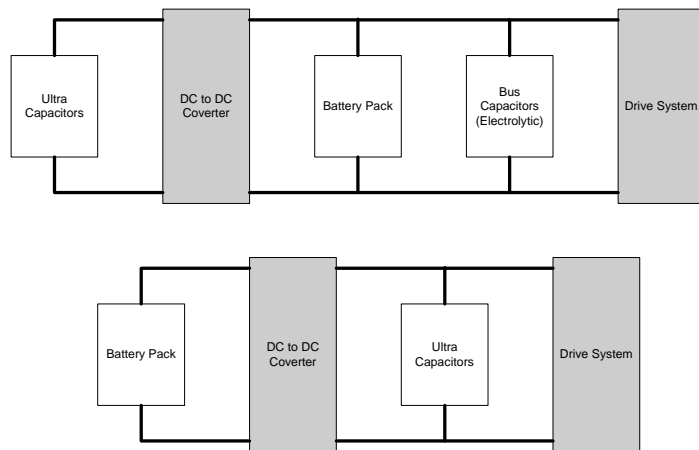 Ultra
Capacitors
DC to DC
Coverter
Battery Pack
Bus
Capacitors
(Electrolytic)
Drive System
Battery Pack
DC to DC
Coverter
Ultra
Capacitors
Drive System